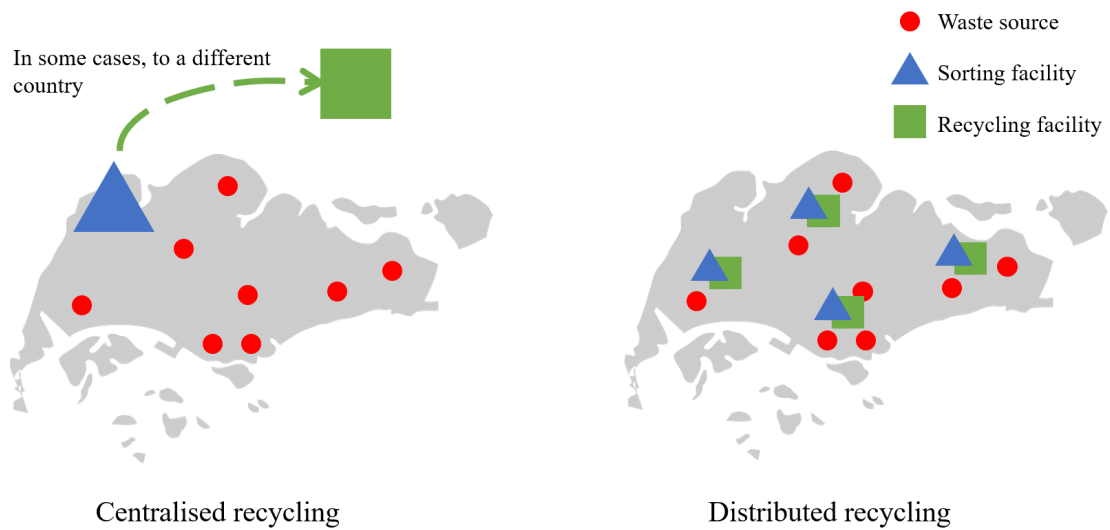 In some cases, to a different
country
Waste source
Sorting facility
Recycling facility
Centralised recycling
Distributed recycling